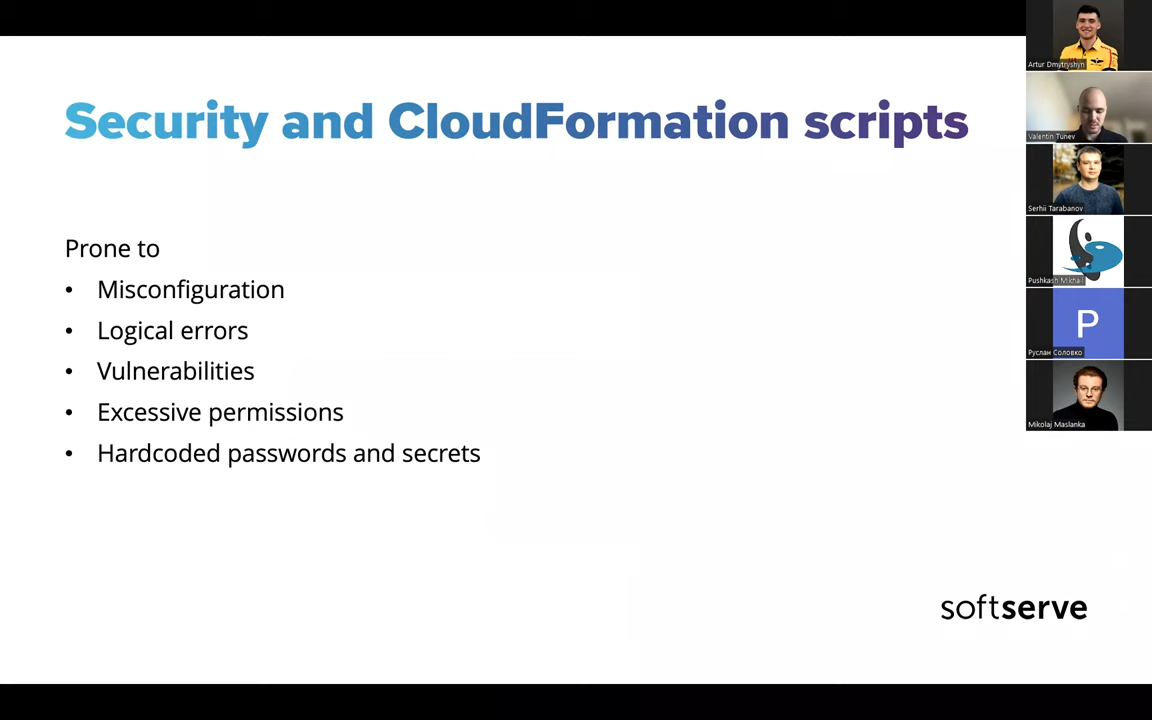 Security and CloudFormation scripts
Prone to
• Misconfiguration
• Logical errors
• Vulnerabilities
• Excessive permissions
• Hardcoded passwords and secrets
softserve
Artur Dmytryshyn
Valentin Tunev
Serhii Tarabanov
Pushkash Mikhail
P
Руслан Соловко
Mikolaj Maslanka